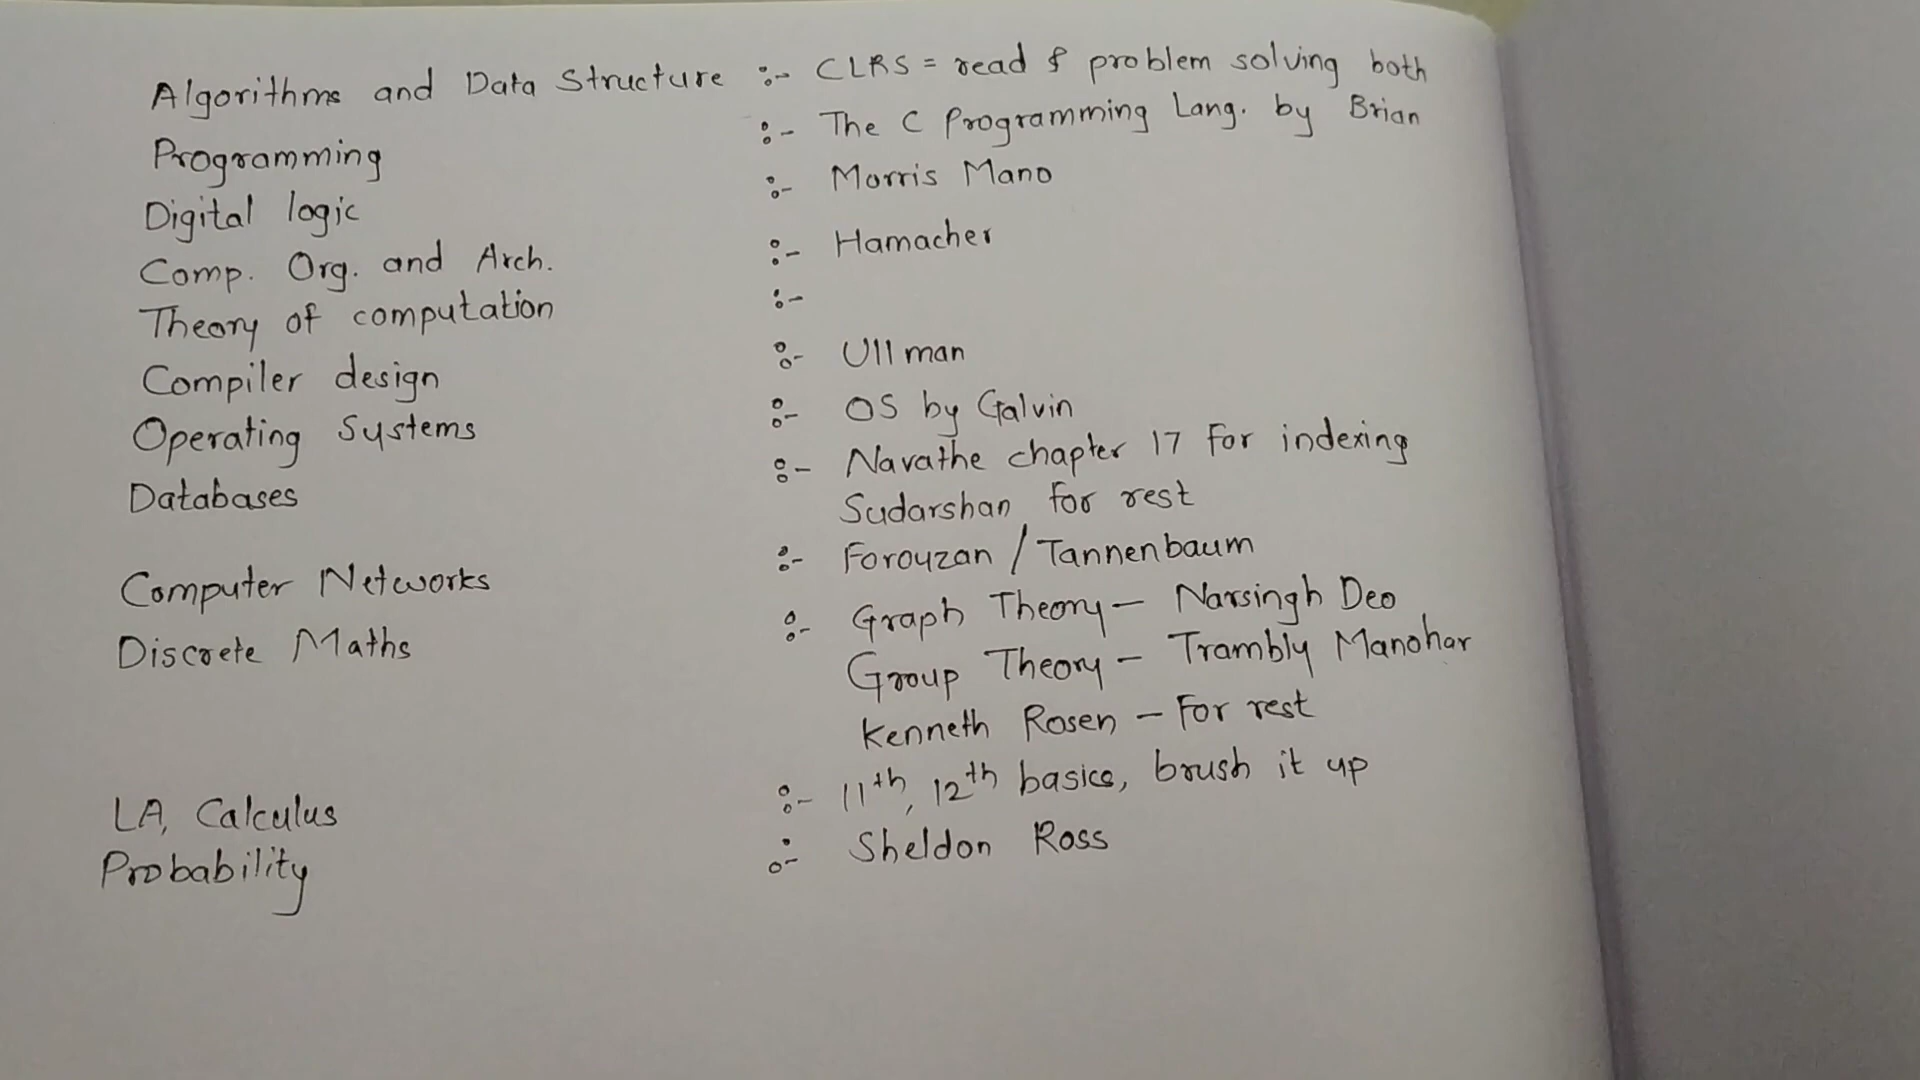 Algorithms and Data Structure :- CLRS = read & problem solving both
Programming :- The C Programming Lang. by Brian
Digital logic :- Morris Mano
Comp. Org. and Arch. :- Hamacher
Theory of computation :-
Compiler design :- Ullman
Operating Systems :- OS by Galvin
Databases :- Navathe chapter 17 For indexing
Sudarshan for rest
Computer Networks :- Forouzan / Tannenbaum
Discrete Maths :- Graph Theory - Narsingh Deo
Group Theory - Trambly Manohar
Kenneth Rosen - For rest
LA, Calculus :- 11th, 12th basics, brush it up
Probability :- Sheldon Ross